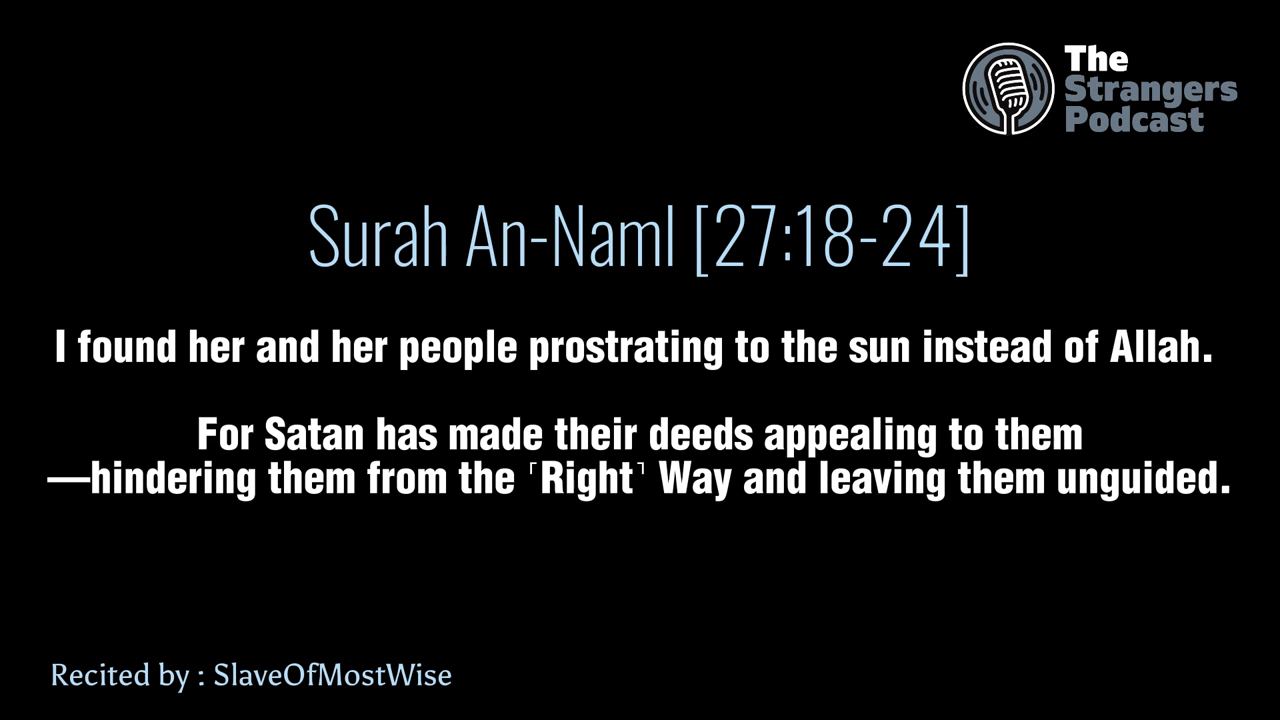 The
Strangers
Podcast
Surah An-Naml [27:18-24]
I found her and her people prostrating to the sun instead of Allah.
For Satan has made their deeds appealing to them
—hindering them from the ˹Right˺ Way and leaving them unguided.
Recited by : SlaveOfMostWise